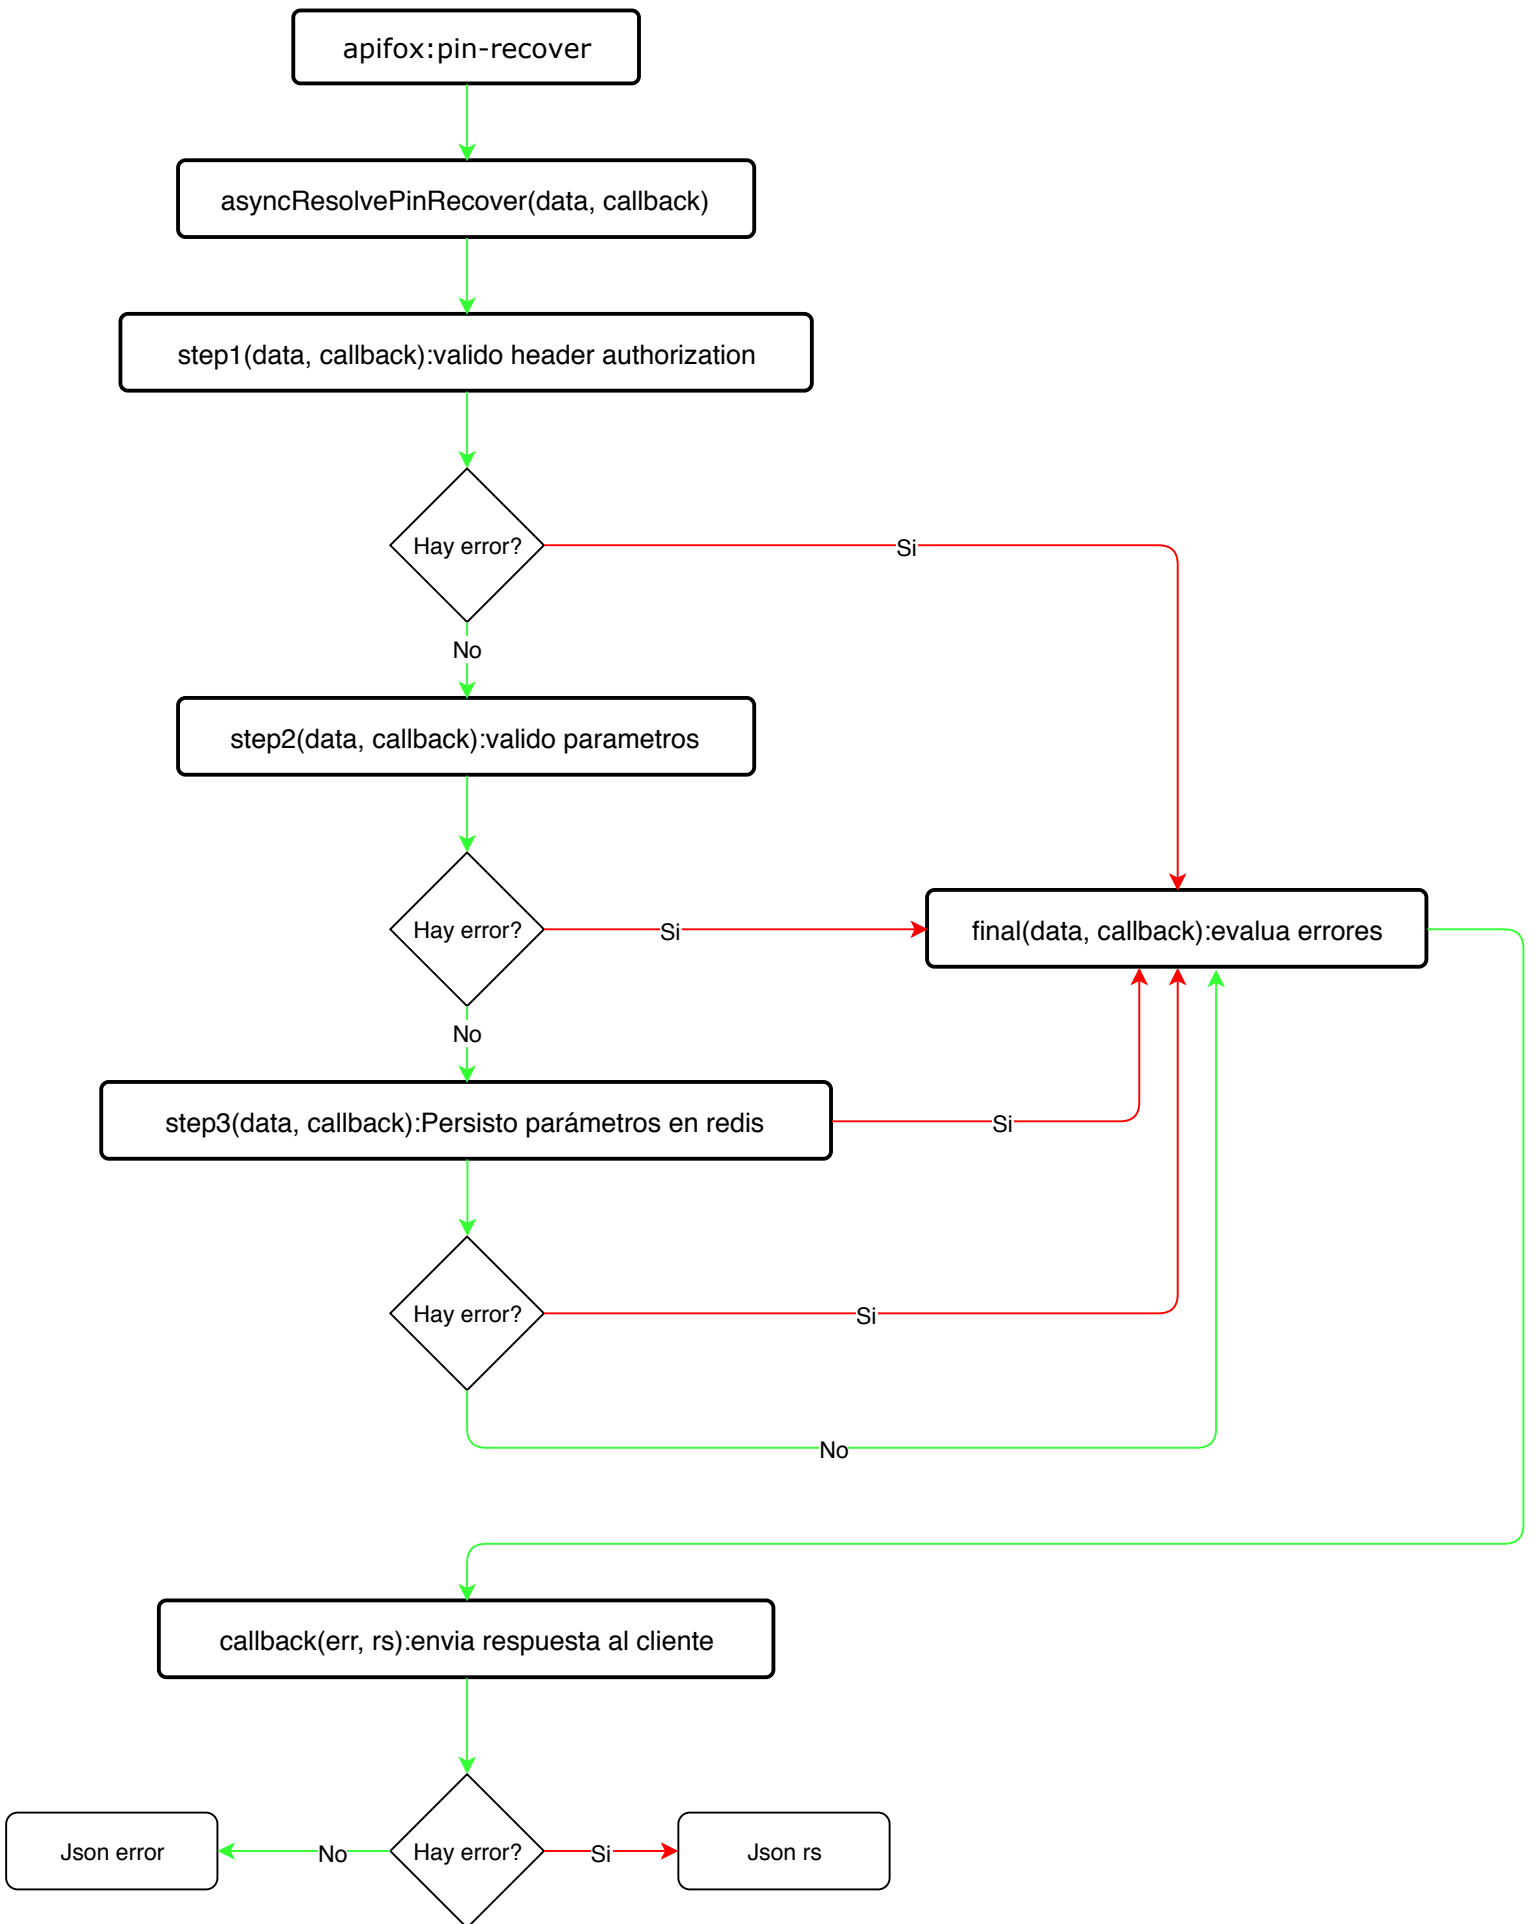 apifox:pin-recover
asyncResolvePinRecover(data, callback)
step1(data, callback):valido header authorization
Hay error?
Si
No
step2(data, callback):valido parametros
Hay error?
Si
final(data, callback):evalua errores
No
step3(data, callback):Persisto parámetros en redis
Si
Hay error?
Si
No
callback(err, rs):envia respuesta al cliente
Json error
No
Hay error?
Si
Json rs